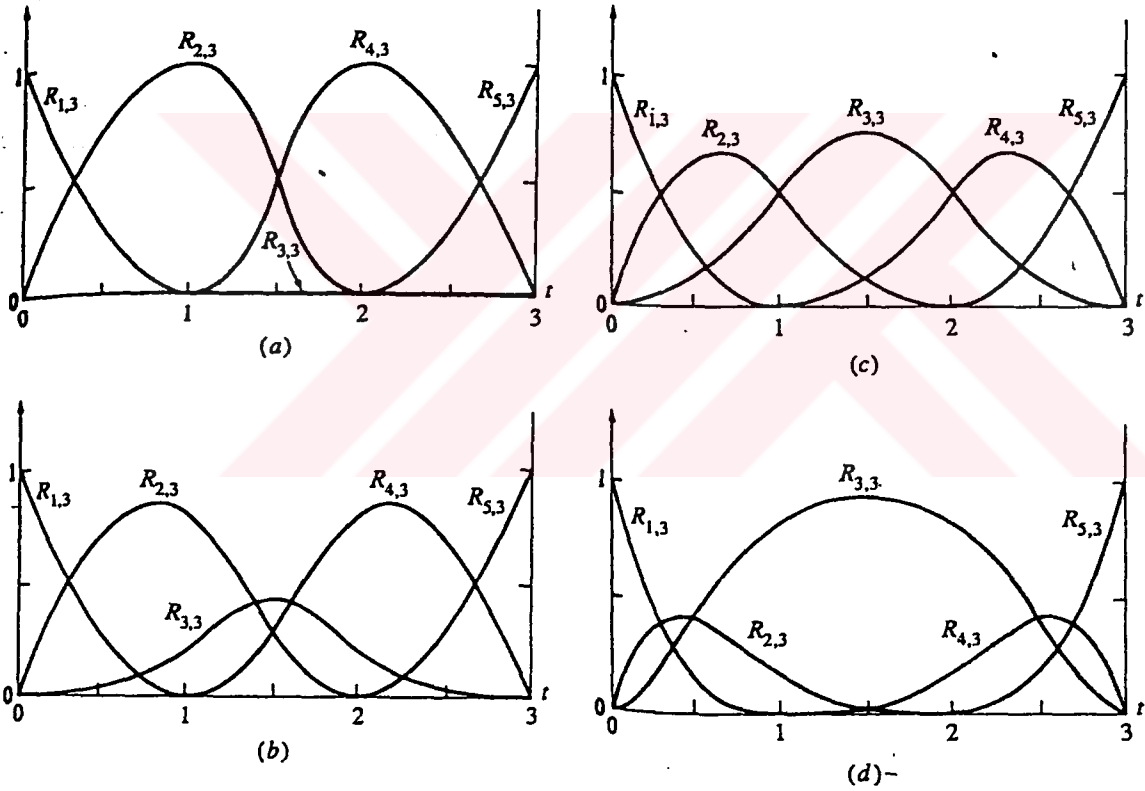 R2,3 R4,3
1
R1,3 R5,3
R3,3
0
0 1 2 3 t
(a)
1
R1,3 R2,3 R3,3 R4,3 R5,3
0
0 1 2 3 t
(c)
1
R1,3 R2,3 R4,3 R5,3
R3,3
0
0 1 2 3 t
(b)
1
R3,3
R1,3 R5,3
R2,3 R4,3
0
0 1 2 3 t
(d)